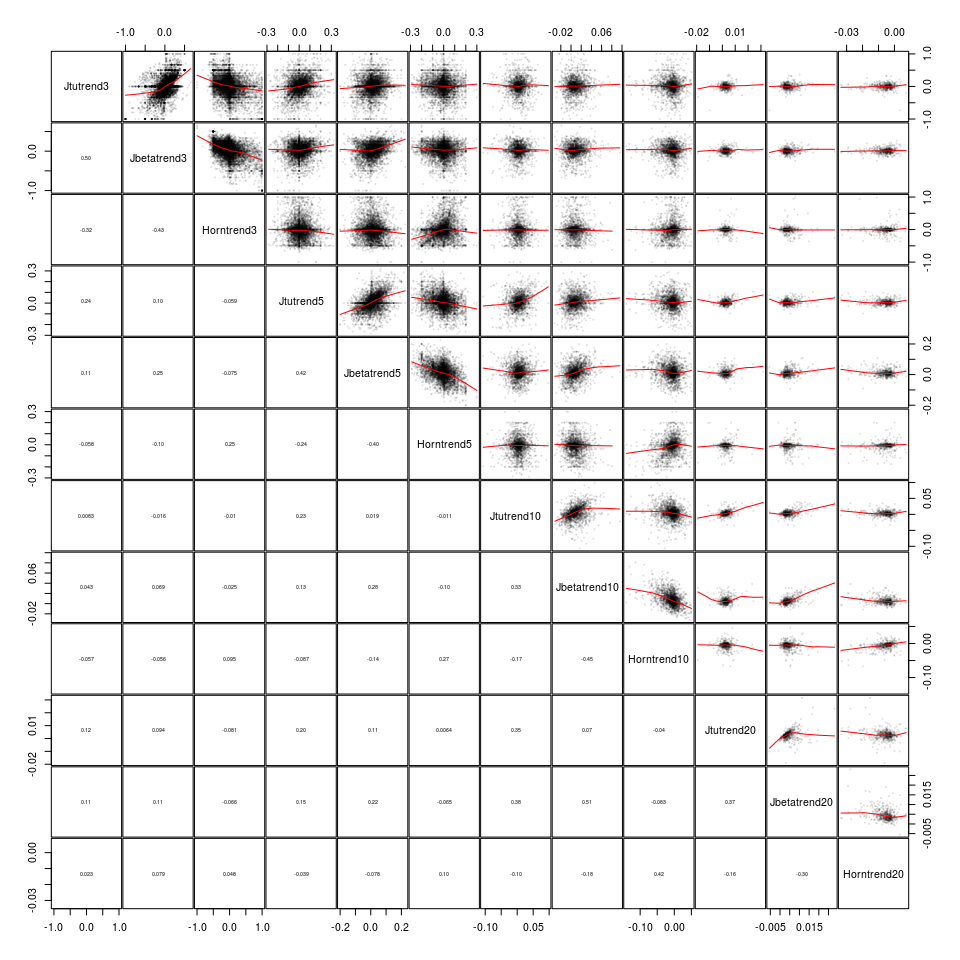 -1.0 0.0 -0.3 0.0 0.3 -0.3 0.0 0.3 -0.02 0.06 -0.02 0.01 -0.03 0.00
Jtutrend3 -1.0 0.0 1.0
-1.0 0.0 0.50 Jbetatrend3
-0.32 -0.43 Horntrend3 -1.0 0.0 1.0
-0.3 0.0 0.3 0.24 0.10 -0.059 Jtutrend5
0.11 0.25 -0.075 0.42 Jbetatrend5 -0.2 0.0 0.2
-0.3 0.0 0.3 -0.058 -0.10 0.25 -0.24 -0.40 Horntrend5
0.0083 -0.016 -0.01 0.23 0.019 -0.011 Jtutrend10 -0.10 0.05
-0.02 0.06 0.043 0.069 -0.025 0.13 0.28 -0.10 0.33 Jbetatrend10
-0.057 -0.056 0.095 -0.087 -0.14 0.27 -0.17 -0.45 Horntrend10 -0.10 0.00
-0.02 0.01 0.12 0.094 -0.081 0.20 0.11 0.0064 0.35 0.07 -0.04 Jtutrend20
0.11 0.11 -0.066 0.15 0.22 -0.065 0.38 0.51 -0.083 0.37 Jbetatrend20 -0.005 0.015
-0.03 0.00 0.023 0.079 0.048 -0.039 -0.078 0.10 -0.10 -0.18 0.42 -0.16 -0.30 Horntrend20
-1.0 0.0 1.0 -1.0 0.0 1.0 -0.2 0.0 0.2 -0.10 0.05 -0.10 0.00 -0.005 0.015